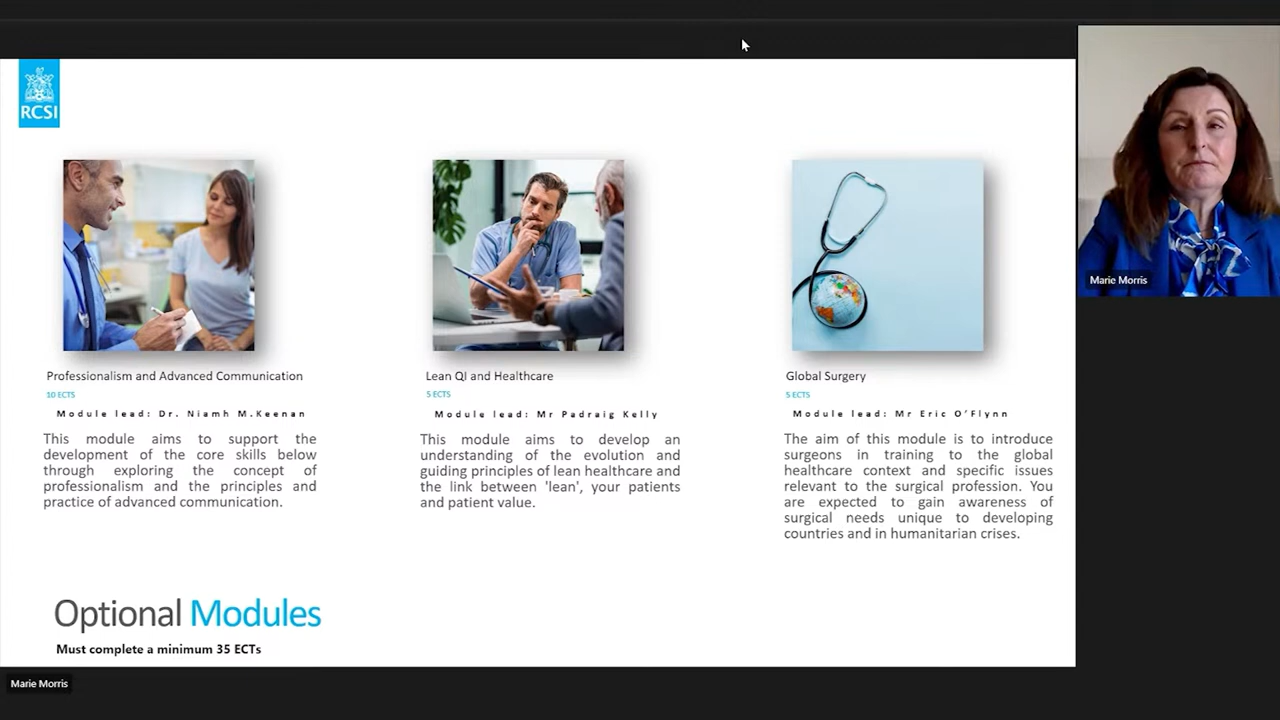 RCSI
Professionalism and Advanced Communication
10 ECTS
Module lead: Dr. Niamh M.Keenan
This module aims to support the
development of the core skills below
through exploring the concept of
professionalism and the principles and
practice of advanced communication.
Lean QI and Healthcare
5 ECTS
Module lead: Mr Padraig Kelly
This module aims to develop an
understanding of the evolution and
guiding principles of lean healthcare and
the link between 'lean', your patients
and patient value.
Global Surgery
5 ECTS
Module lead: Mr Eric O'Flynn
The aim of this module is to introduce
surgeons in training to the global
healthcare context and specific issues
relevant to the surgical profession. You
are expected to gain awareness of
surgical needs unique to developing
countries and in humanitarian crises.
Optional Modules
Must complete a minimum 35 ECTs
Marie Morris
Marie Morris